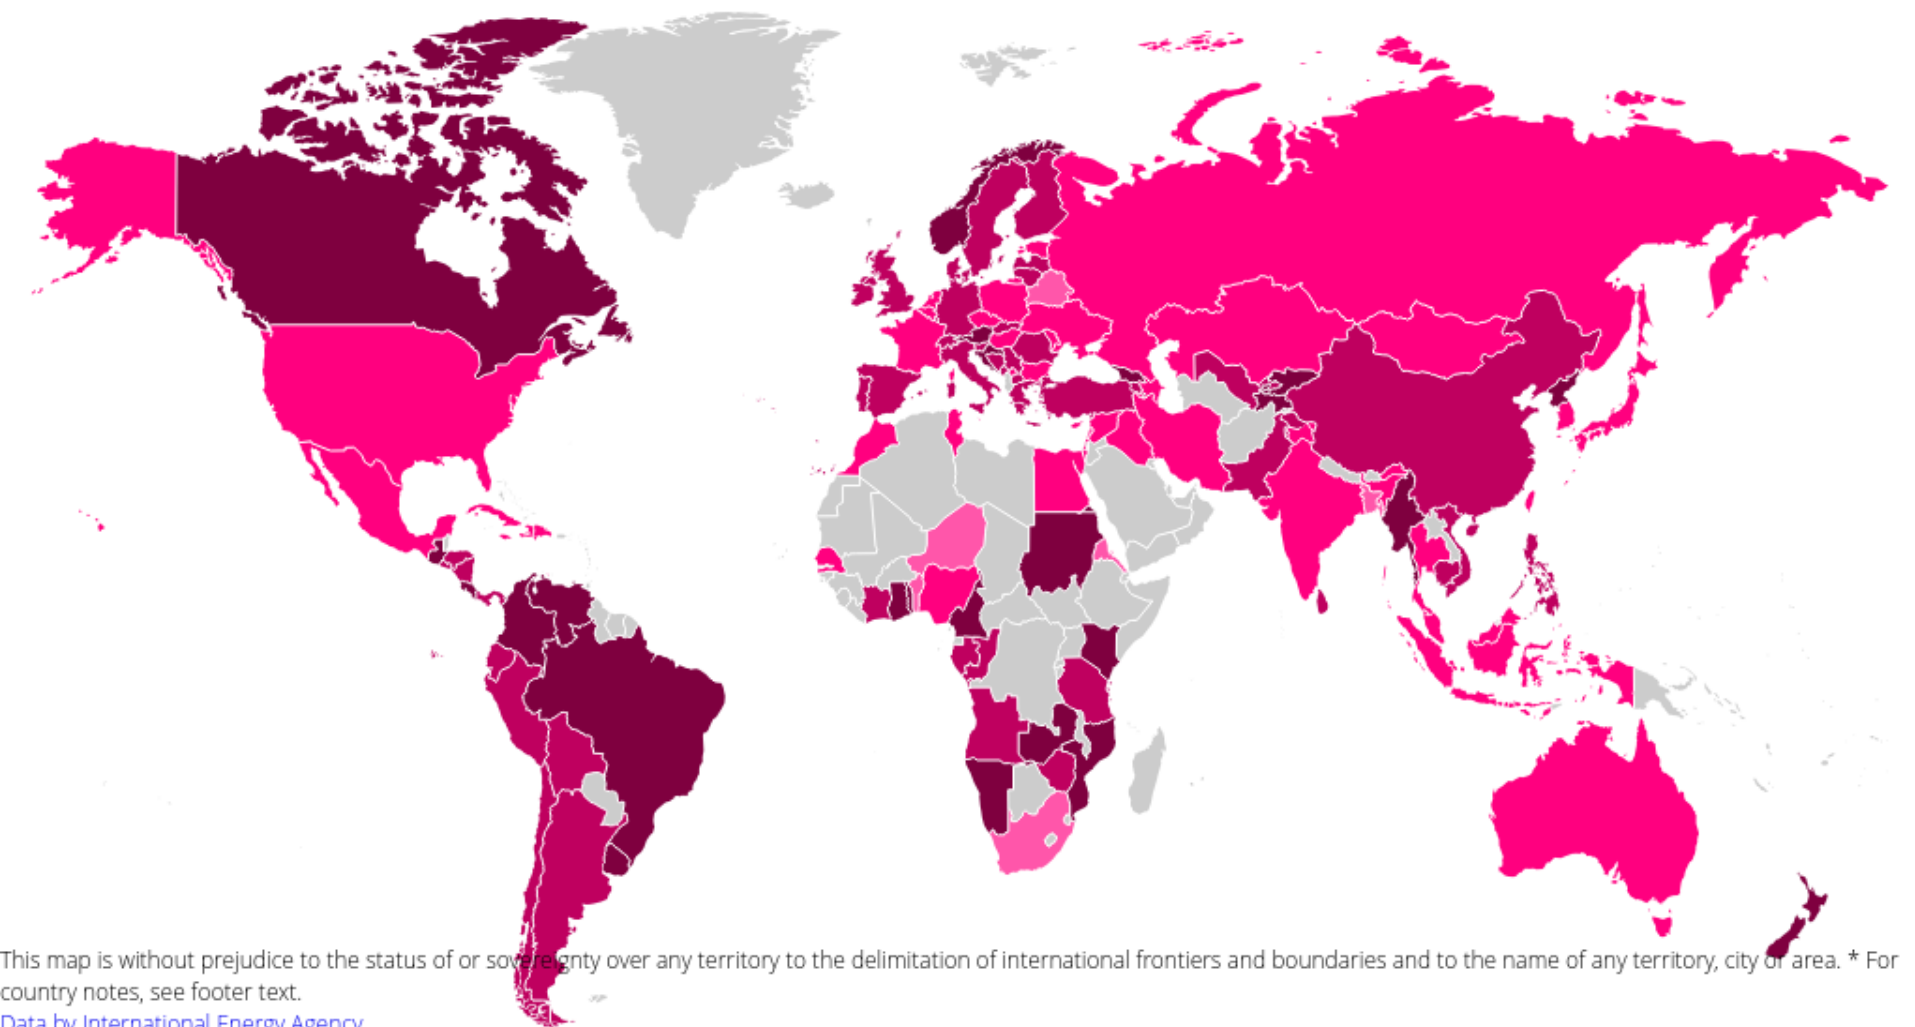 This map is without prejudice to the status of or sovereignty over any territory to the delimitation of international frontiers and boundaries and to the name of any territory, city or area. * For
country notes, see footer text.
Data by International Energy Agency